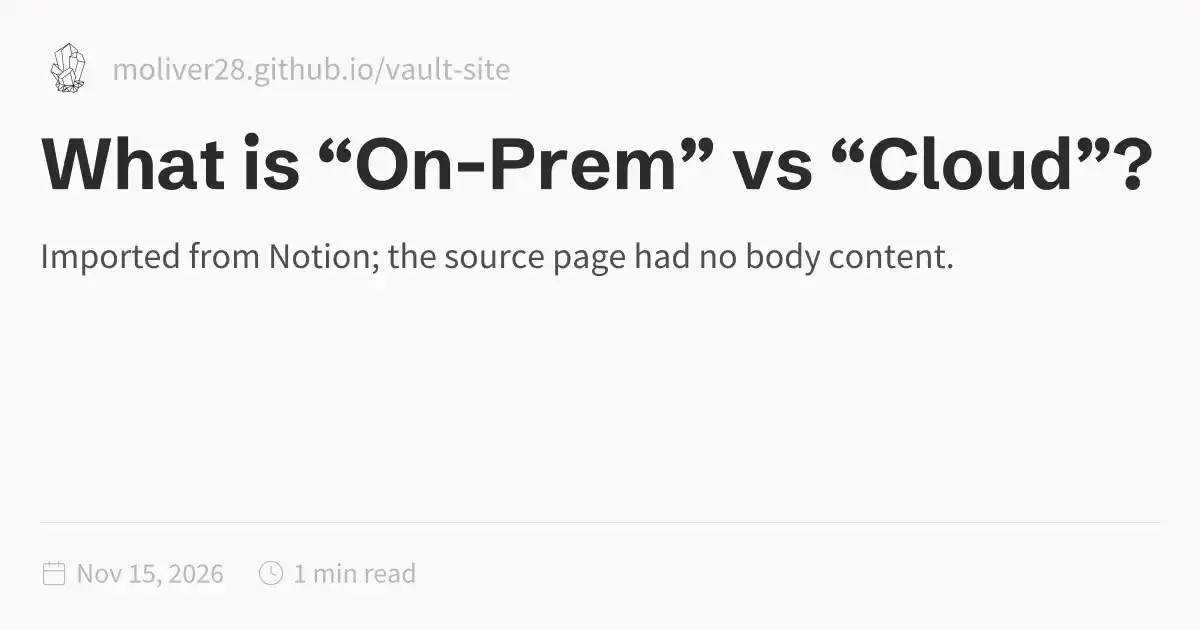 moliver28.github.io/vault-site
What is “On-Prem” vs “Cloud”?
Imported from Notion; the source page had no body content.
Nov 15, 2026 1 min read